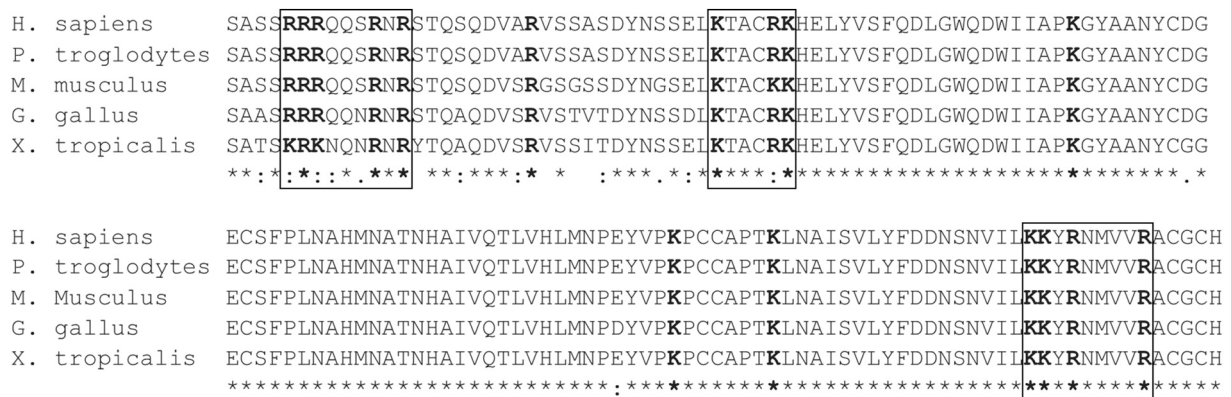 H. sapiens SASSRRRQQSRNRSTQSQDVARVSSASDYNSSELKTACRKHELYVSFQDLGWQDWIIAPKGYAANYCDG
P. troglodytes SASSRRRQQSRNRSTQSQDVARVSSASDYNSSELKTACRKHELYVSFQDLGWQDWIIAPKGYAANYCDG
M. musculus SASSRRRQQSRNRSTQSQDVSRGSGSSDYNGSELKTACKKHELYVSFQDLGWQDWIIAPKGYAANYCDG
G. gallus SAASRRRQQNRNRSTQAQDVSRVSTVTDYNSSELKTACRKHELYVSFQDLGWQDWIIAPKGYAANYCDG
X. tropicalis SATSKRKNQNRNRYTQAQDVSRVSSITDYNSSELKTACRKHELYVSFQDLGWQDWIIAPKGYAANYCGG
**:*:*::*.*** **:***:* *  :***.*******:****************************.*
H. sapiens ECSFPLNAHMNATNHAIVQTLVHLMNPEYVPKPCCAPTKLNAISVLYFDDNSNVILKKYRNMVVRACGCH
P. troglodytes ECSFPLNAHMNATNHAIVQTLVHLMNPEYVPKPCCAPTKLNAISVLYFDDNSNVILKKYRNMVVRACGCH
M. Musculus ECSFPLNAHMNATNHAIVQTLVHLMNPEYVPKPCCAPTKLNAISVLYFDDNSNVILKKYRNMVVRACGCH
G. gallus ECSFPLNAHMNATNHAIVQTLVHLMNPDYVPKPCCAPTKLNAISVLYFDDNSNVILKKYRNMVVRACGCH
X. tropicalis ECSFPLNAHMNATNHAIVQTLVHLMNPEYVPKPCCAPTKLNAISVLYFDDNSNVILKKYRNMVVRACGCH
***************************:******************************************